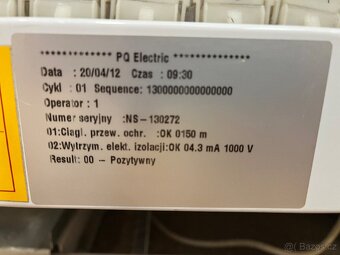 ************** PQ Electric **************
Data : 20/04/12 Czas : 09:30
Cykl : 01 Sequence: 1300000000000000
Operator : 1
Numer seryjny :NS-130272
01:Ciagl. przew. ochr. :OK 0150 m
02:Wytrzym. elekt. izolacji:OK 04.3 mA 1000 V
Result: 00 - Pozytywny